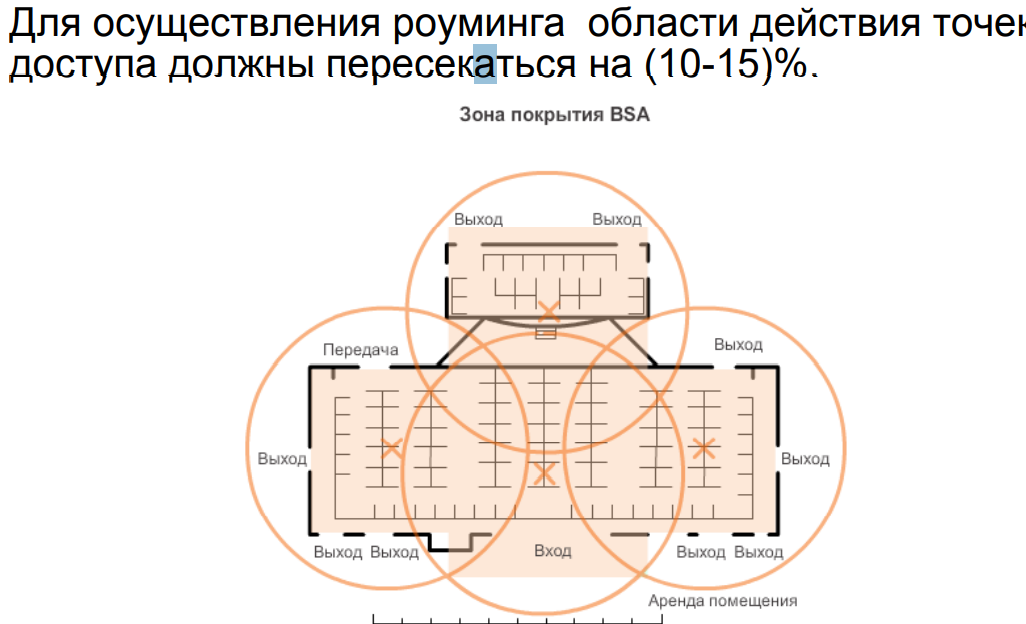 Для осуществления роуминга области действия точек
доступа должны пересекаться на (10-15)%.
Зона покрытия BSA
Выход Выход
Передача Выход
Выход Выход
Выход Выход Вход Выход Выход
Аренда помещения